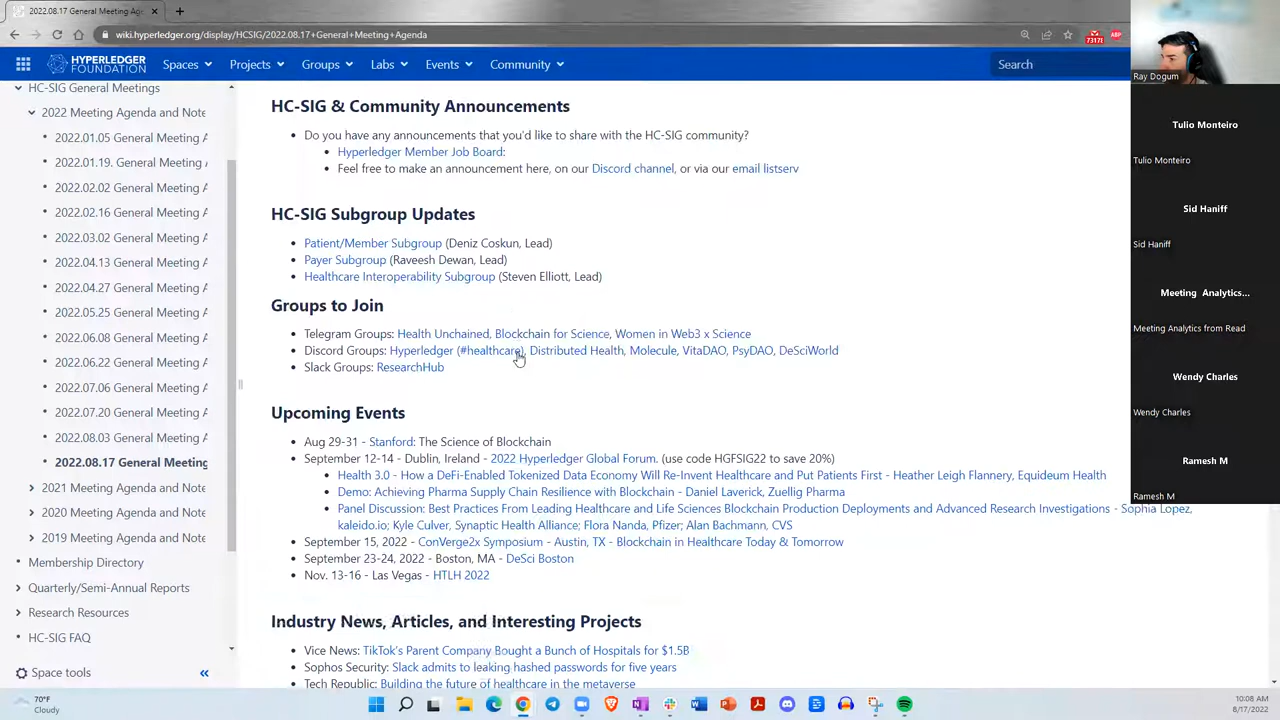 2022.08.17 General Meeting Age
wiki.hyperledger.org/display/HCSIG/2022.08.17+General+Meeting+Agenda
7317E
ABP
HYPERLEDGER FOUNDATION
Spaces
Projects
Groups
Labs
Events
Community
Search
HC-SIG General Meetings
2022 Meeting Agenda and Note
2022.01.05 General Meeting A
2022.01.19. General Meeting
2022.02.02 General Meeting A
2022.02.16 General Meeting A
2022.03.02 General Meeting A
2022.04.13 General Meeting A
2022.04.27 General Meeting A
2022.05.25 General Meeting A
2022.06.08 General Meeting A
2022.06.22 General Meeting A
2022.07.06 General Meeting A
2022.07.20 General Meeting A
2022.08.03 General Meeting A
2022.08.17 General Meeting
2021 Meeting Agenda and Note
2020 Meeting Agenda and Note
2019 Meeting Agenda and Note
Membership Directory
Quarterly/Semi-Annual Reports
Research Resources
HC-SIG FAQ
Space tools
HC-SIG & Community Announcements
Do you have any announcements that you'd like to share with the HC-SIG community?
Hyperledger Member Job Board:
Feel free to make an announcement here, on our Discord channel, or via our email listserv
HC-SIG Subgroup Updates
Patient/Member Subgroup (Deniz Coskun, Lead)
Payer Subgroup (Raveesh Dewan, Lead)
Healthcare Interoperability Subgroup (Steven Elliott, Lead)
Groups to Join
Telegram Groups: Health Unchained, Blockchain for Science, Women in Web3 x Science
Discord Groups: Hyperledger (#healthcare), Distributed Health, Molecule, VitaDAO, PsyDAO, DeSciWorld
Slack Groups: ResearchHub
Upcoming Events
Aug 29-31 - Stanford: The Science of Blockchain
September 12-14 - Dublin, Ireland - 2022 Hyperledger Global Forum. (use code HGFSIG22 to save 20%)
Health 3.0 - How a DeFi-Enabled Tokenized Data Economy Will Re-Invent Healthcare and Put Patients First - Heather Leigh Flannery, Equideum Health
Demo: Achieving Pharma Supply Chain Resilience with Blockchain - Daniel Laverick, Zuellig Pharma
Panel Discussion: Best Practices From Leading Healthcare and Life Sciences Blockchain Production Deployments and Advanced Research Investigations - Sophia Lopez,
kaleido.io; Kyle Culver, Synaptic Health Alliance; Flora Nanda, Pfizer; Alan Bachmann, CVS
September 15, 2022 - ConVerge2x Symposium - Austin, TX - Blockchain in Healthcare Today & Tomorrow
September 23-24, 2022 - Boston, MA - DeSci Boston
Nov. 13-16 - Las Vegas - HTLH 2022
Industry News, Articles, and Interesting Projects
Vice News: TikTok's Parent Company Bought a Bunch of Hospitals for $1.5B
Sophos Security: Slack admits to leaking hashed passwords for five years
Tech Republic: Building the future of healthcare in the metaverse
Ray Dogum
Tulio Monteiro
Tulio Monteiro
Sid Haniff
Sid Haniff
Meeting Analytics...
Meeting Analytics from Read
Wendy Charles
Wendy Charles
Ramesh M
Ramesh M
70°F
Cloudy
10:08 AM
8/17/2022